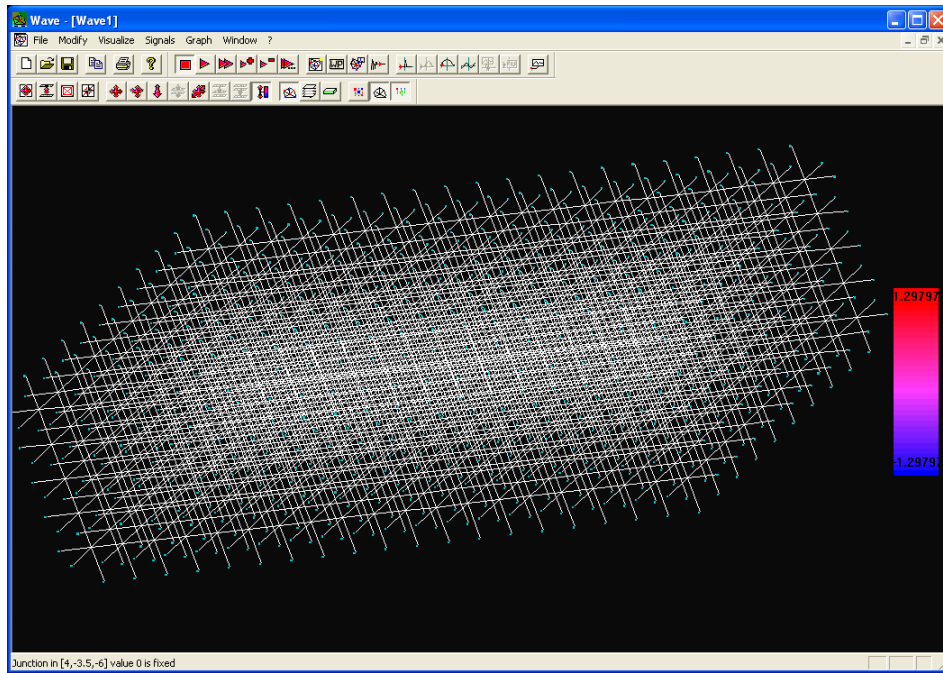 Wave - [Wave1]
File Modify Visualize Signals Graph Window ?
1.29797
-1.29797
Junction in [4,-3.5,-6] value 0 is fixed